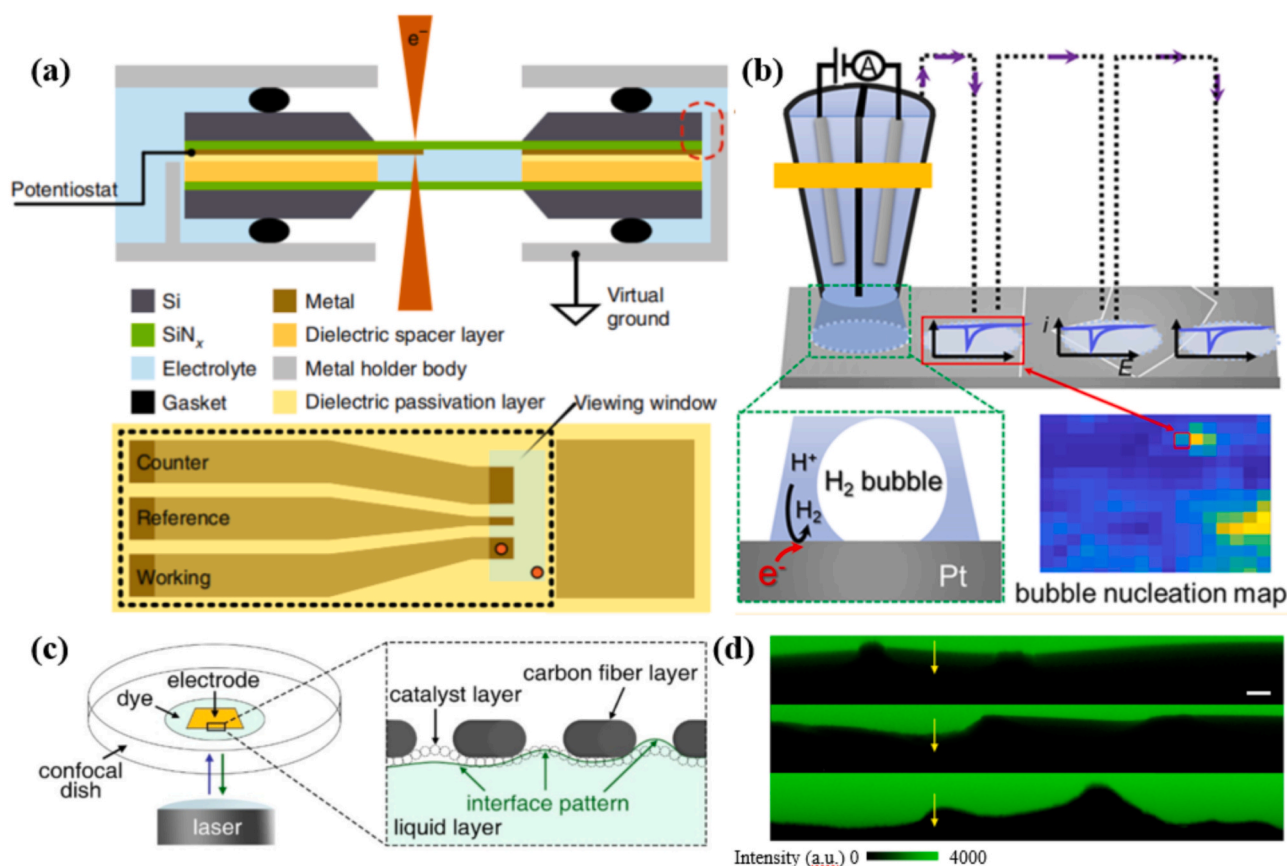 (a)
e⁻
Potentiostat
Virtual
ground
Si
Metal
SiNₓ
Dielectric spacer layer
Electrolyte
Metal holder body
Gasket
Dielectric passivation layer
Viewing window
Counter
Reference
Working
(b)
A
i
E
H⁺
H₂ bubble
H₂
e⁻
Pt
bubble nucleation map
(c)
electrode
dye
confocal
dish
laser
catalyst layer
carbon fiber layer
interface pattern
liquid layer
(d)
Intensity (a.u.) 0 4000